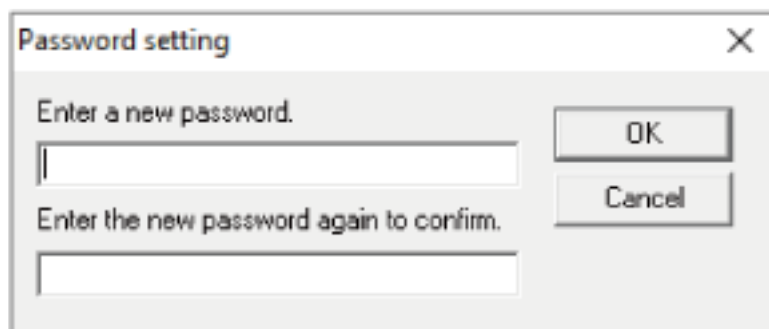 Password setting
Enter a new password.
OK
Cancel
Enter the new password again to confirm.